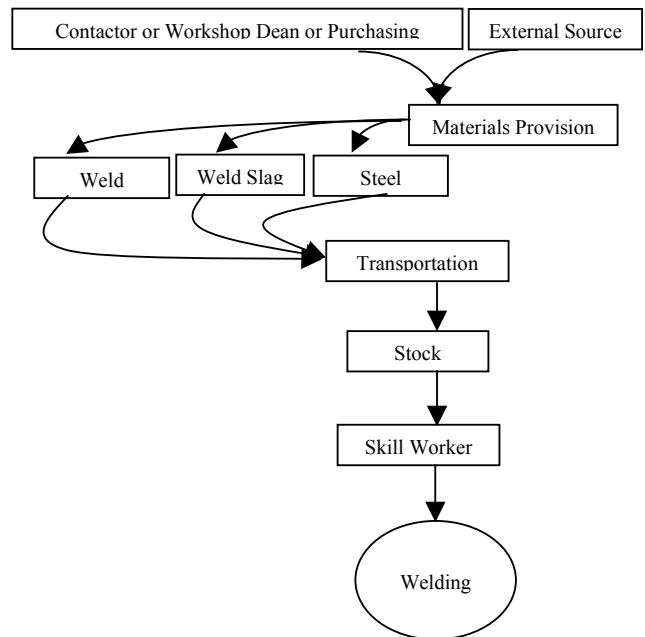 Contactor or Workshop Dean or Purchasing
External Source
Materials Provision
Weld
Weld Slag
Steel
Transportation
Stock
Skill Worker
Welding